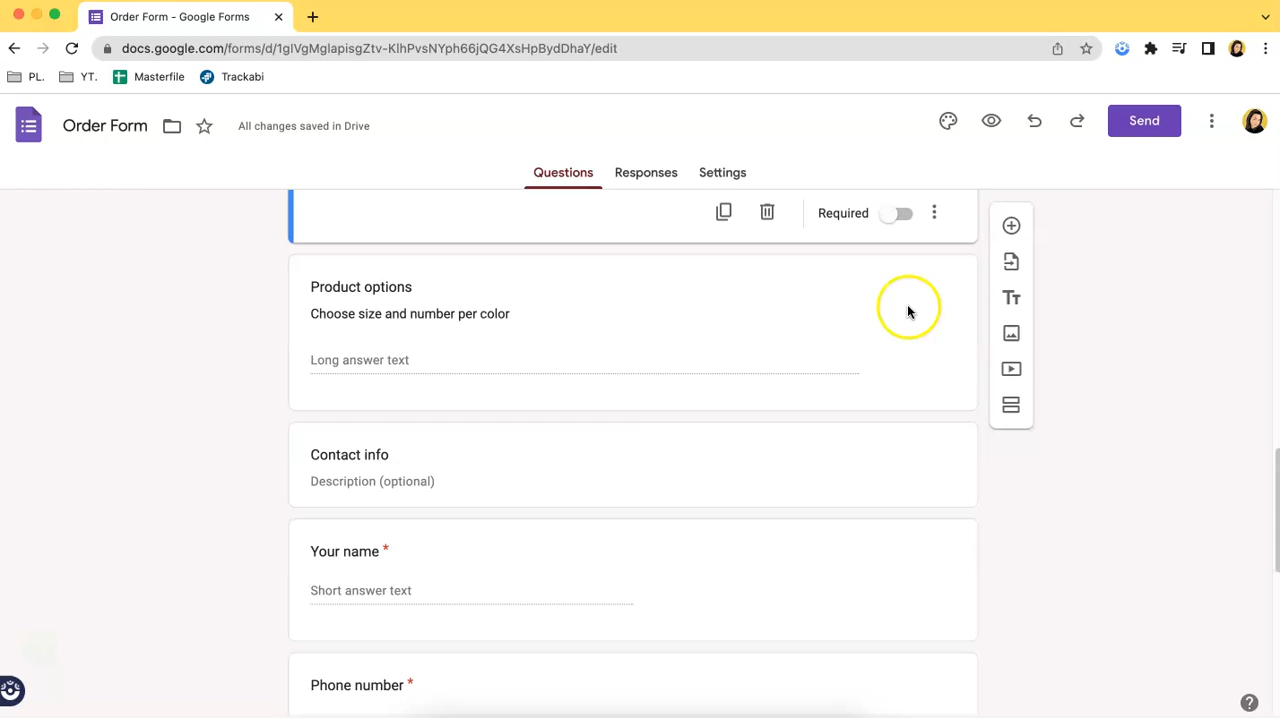 Order Form - Google Forms
docs.google.com/forms/d/1glVgMglapisgZtv-KlhPvsNYph66jQG4XsHpBydDhaY/edit
PL.
YT.
Masterfile
Trackabi
Order Form
All changes saved in Drive
Send
Questions
Responses
Settings
Required
Product options
Choose size and number per color
Long answer text
Contact info
Description (optional)
Your name *
Short answer text
Phone number *